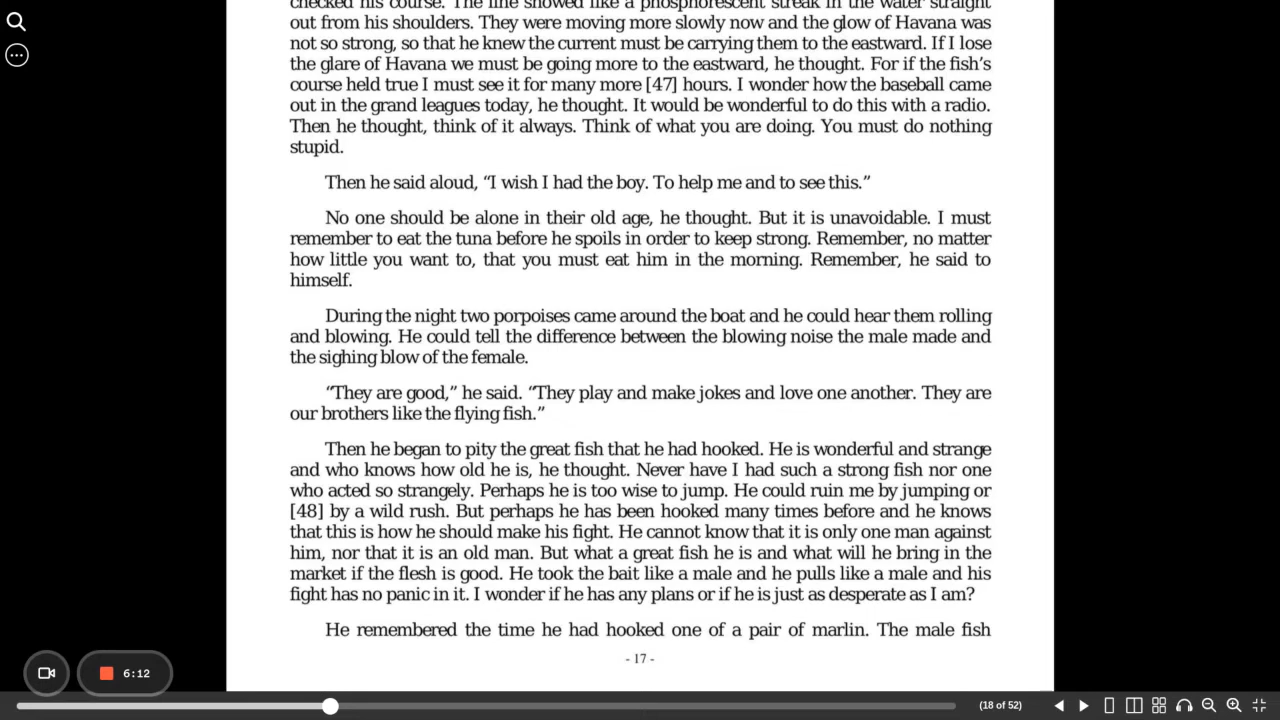 checked his course. The line showed like a phosphorescent streak in the water straight
out from his shoulders. They were moving more slowly now and the glow of Havana was
not so strong, so that he knew the current must be carrying them to the eastward. If I lose
the glare of Havana we must be going more to the eastward, he thought. For if the fish’s
course held true I must see it for many more [47] hours. I wonder how the baseball came
out in the grand leagues today, he thought. It would be wonderful to do this with a radio.
Then he thought, think of it always. Think of what you are doing. You must do nothing
stupid.
Then he said aloud, “I wish I had the boy. To help me and to see this.”
No one should be alone in their old age, he thought. But it is unavoidable. I must
remember to eat the tuna before he spoils in order to keep strong. Remember, no matter
how little you want to, that you must eat him in the morning. Remember, he said to
himself.
During the night two porpoises came around the boat and he could hear them rolling
and blowing. He could tell the difference between the blowing noise the male made and
the sighing blow of the female.
“They are good,” he said. “They play and make jokes and love one another. They are
our brothers like the flying fish.”
Then he began to pity the great fish that he had hooked. He is wonderful and strange
and who knows how old he is, he thought. Never have I had such a strong fish nor one
who acted so strangely. Perhaps he is too wise to jump. He could ruin me by jumping or
[48] by a wild rush. But perhaps he has been hooked many times before and he knows
that this is how he should make his fight. He cannot know that it is only one man against
him, nor that it is an old man. But what a great fish he is and what will he bring in the
market if the flesh is good. He took the bait like a male and he pulls like a male and his
fight has no panic in it. I wonder if he has any plans or if he is just as desperate as I am?
He remembered the time he had hooked one of a pair of marlin. The male fish
- 17 -
6:12
(18 of 52)